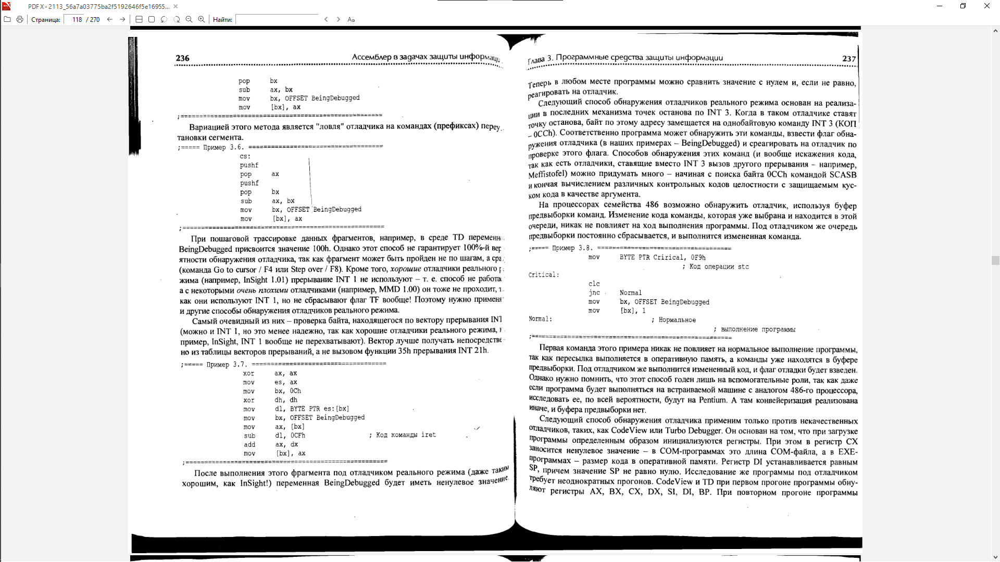 PDF X - 2113_56a7a03775ba2f5192646f5e16955...
Страница: 118 / 270
Найти:
236 Ассемблер в задачах защиты информаци
pop bx
sub ax, bx
mov bx, OFFSET BeingDebugged
mov [bx], ax
;======================================================
Вариацией этого метода является "ловля" отладчика на командах (префиксах) переу
тановки сегмента.
;===== Пример 3.6. ====================================
cs:
pushf
pop ax
pushf
pop bx
sub ax, bx
mov bx, OFFSET BeingDebugged
mov [bx], ax
;======================================================
При пошаговой трассировке данных фрагментов, например, в среде TD переменн
BeingDebugged присвоится значение 100h. Однако этот способ не гарантирует 100%-й вер
ятности обнаружения отладчика, так как фрагмент может быть пройден не по шагам, а сра
(команда Go to cursor / F4 или Step over / F8). Кроме того, хорошие отладчики реального р
жима (например, InSight 1.01) прерывание INT 1 не используют – т. е. способ не работа
а с некоторыми очень плохими отладчиками (например, MMD 1.00) он тоже не проходит, т
как они используют INT 1, но не сбрасывают флаг TF вообще! Поэтому нужно применя
и другие способы обнаружения отладчиков реального режима.
Самый очевидный из них – проверка байта, находящегося по вектору прерывания INT
(можно и INT 1, но это менее надежно, так как хорошие отладчики реального режима, н
пример, InSight, INT 1 вообще не перехватывают). Вектор лучше получать непосредстве
но из таблицы векторов прерываний, а не вызовом функции 35h прерывания INT 21h.
;===== Пример 3.7. ====================================
xor ax, ax
mov es, ax
mov bx, 0Ch
xor dh, dh
mov dl, BYTE PTR es:[bx]
mov bx, OFFSET BeingDebugged
mov ax, [bx]
sub dl, 0CFh ; Код команды iret
add ax, dx
mov [bx], ax
;======================================================
После выполнения этого фрагмента под отладчиком реального режима (даже таким
хорошим, как InSight!) переменная BeingDebugged будет иметь ненулевое значение.
Глава 3. Программные средства защиты информации 237
Теперь в любом месте программы можно сравнить значение с нулем и, если не равно,
реагировать на отладчик.
Следующий способ обнаружения отладчиков реального режима основан на реализа-
ции в последних механизма точек останова по INT 3. Когда в таком отладчике ставят
точку останова, байт по этому адресу замещается на однобайтовую команду INT 3 (КОП
– 0CCh). Соответственно программа может обнаружить эти команды, взвести флаг обна-
ружения отладчика (в наших примерах – BeingDebugged) и среагировать на отладчик по
проверке этого флага. Способов обнаружения этих команд (и вообще искажения кода,
так как есть отладчики, ставящие вместо INT 3 вызов другого прерывания – например,
Meffistofel) можно придумать много – начиная с поиска байта 0CCh командой SCASB
и кончая вычислением различных контрольных кодов целостности с защищаемым кус-
ком кода в качестве аргумента.
На процессорах семейства 486 возможно обнаружить отладчик, используя буфер
предвыборки команд. Изменение кода команды, которая уже выбрана и находится в этой
очереди, никак не повлияет на ход выполнения программы. Под отладчиком же очередь
предвыборки постоянно сбрасывается, и выполнится измененная команда.
;===== Пример 3.8. ====================================
mov BYTE PTR Crirical, 0F9h
; Код операции stc
Critical:
clc
jnc Normal
mov bx, OFFSET BeingDebugged
mov [bx], 1
Normal: ; Нормальное
; выполнение программы
;======================================================
Первая команда этого примера никак не повлияет на нормальное выполнение программы,
так как пересылка выполняется в оперативную память, а команды уже находятся в буфере
предвыборки. Под отладчиком же выполнится измененный код, и флаг отладки будет взведен.
Однако нужно помнить, что этот способ годен лишь на вспомогательные роли, так как даже
если программа будет выполняться на встраиваемой машине с аналогом 486-го процессора,
исследовать ее, по всей вероятности, будут на Pentium. А там конвейеризация реализована
иначе, и буфера предвыборки нет.
Следующий способ обнаружения отладчика применим только против некачественных
отладчиков, таких, как CodeView или Turbo Debugger. Он основан на том, что при загрузке
программы определенным образом инициализуются регистры. При этом в регистр CX
заносится ненулевое значение – в COM-программах это длина COM-файла, а в EXE-
программах – размер кода в оперативной памяти. Регистр DI устанавливается равным
SP, причем значение SP не равно нулю. Исследование же программы под отладчиком
требует неоднократных прогонов. CodeView и TD при первом прогоне программы обну-
ляют регистры AX, BX, CX, DX, SI, DI, BP. При повторном прогоне программы